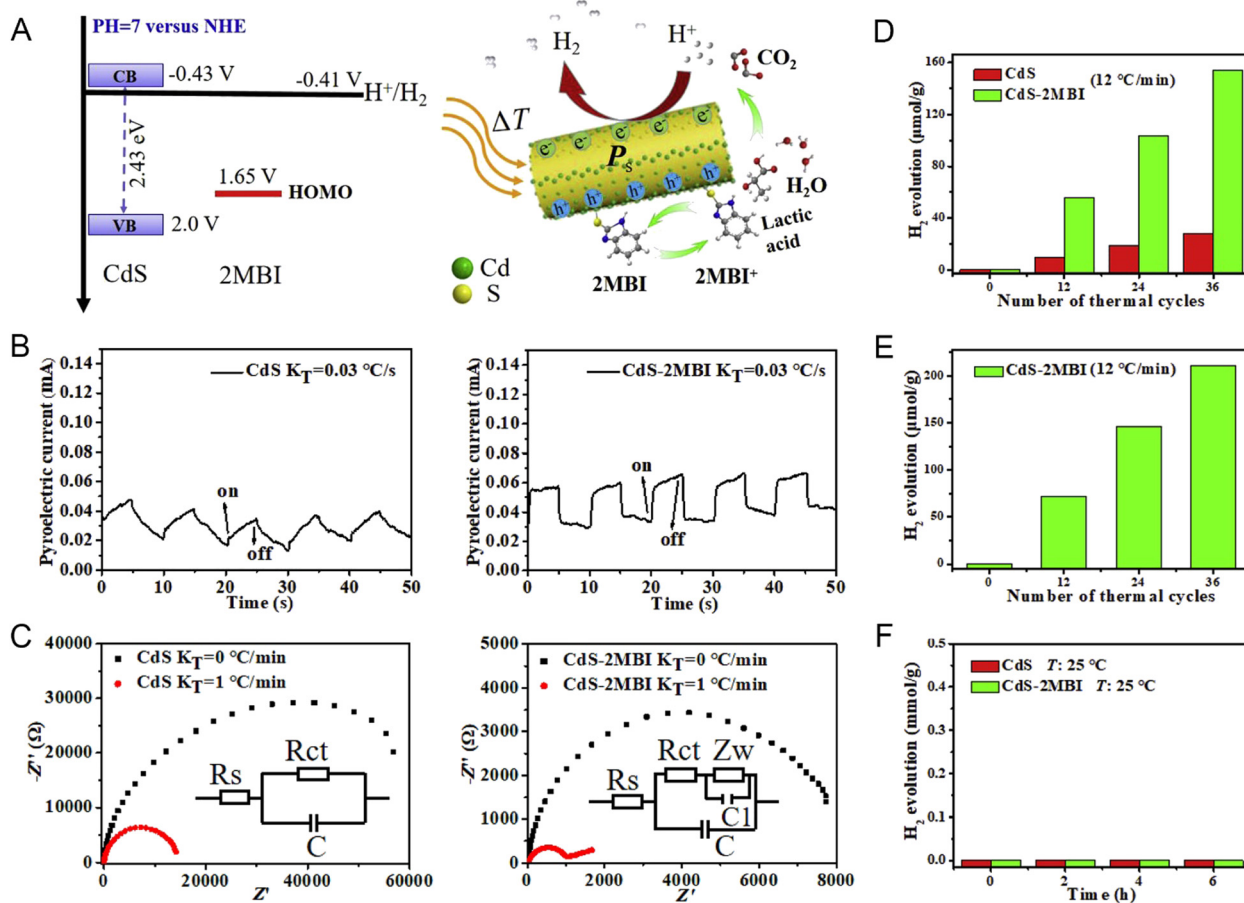 A
PH=7 versus NHE
CB
-0.43 V
-0.41 V
H⁺/H₂
2.43 eV
1.65 V
HOMO
VB
2.0 V
CdS
2MBI
H₂
H⁺
CO₂
ΔT
e⁻ e⁻ e⁻ e⁻ e⁻
Pₛ
h⁺ h⁺ h⁺ h⁺ h⁺
H₂O
Lactic
acid
2MBI
2MBI⁺
Cd
S
B
Pyroelectric current (mA)
0.14
0.12
0.10
0.08
0.06
0.04
0.02
0.00
CdS K_T=0.03 °C/s
on
off
0 10 20 30 40 50
Time (s)
Pyroelectric current (mA)
0.14
0.12
0.10
0.08
0.06
0.04
0.02
0.00
CdS-2MBI K_T=0.03 °C/s
on
off
0 10 20 30 40 50
Time (s)
C
-Z'' (Ω)
40000
30000
20000
10000
0
CdS K_T=0 °C/min
CdS K_T=1 °C/min
Rs
Rct
C
0 20000 40000 60000
Z'
-Z'' (Ω)
5000
4000
3000
2000
1000
0
CdS-2MBI K_T=0 °C/min
CdS-2MBI K_T=1 °C/min
Rs
Rct
Zw
C1
C
0 2000 4000 6000 8000
Z'
D
H₂ evolution (μmol/g)
160
120
80
40
0
CdS
CdS-2MBI (12 °C/min)
0 12 24 36
Number of thermal cycles
E
H₂ evolution (μmol/g)
200
150
100
50
0
CdS-2MBI (12 °C/min)
0 12 24 36
Number of thermal cycles
F
H₂ evolution (mmol/g)
0.5
0.4
0.3
0.2
0.1
0.0
CdS T: 25 °C
CdS-2MBI T: 25 °C
0 2 4 6
Time (h)